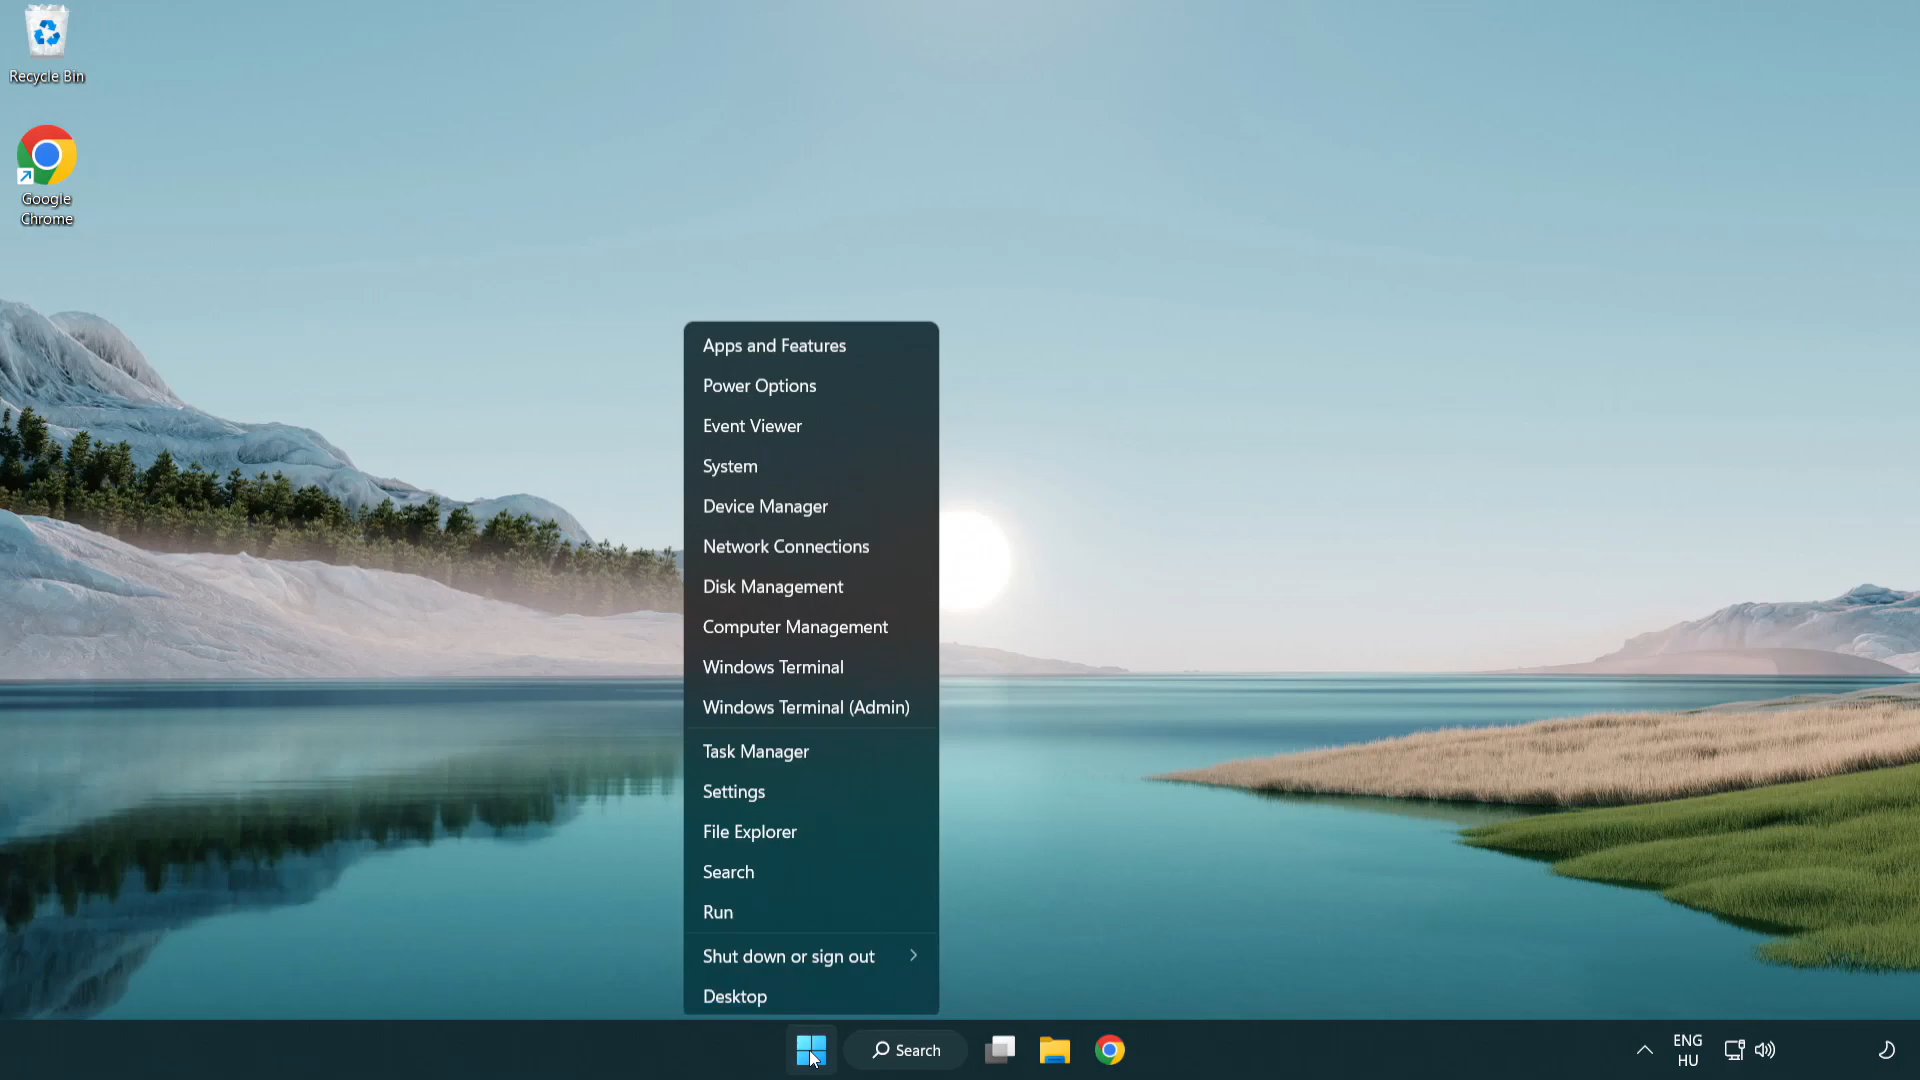 Recycle Bin
Google
Chrome
Apps and Features
Power Options
Event Viewer
System
Device Manager
Network Connections
Disk Management
Computer Management
Windows Terminal
Windows Terminal (Admin)
Task Manager
Settings
File Explorer
Search
Run
Shut down or sign out
Desktop
Search
ENG
HU